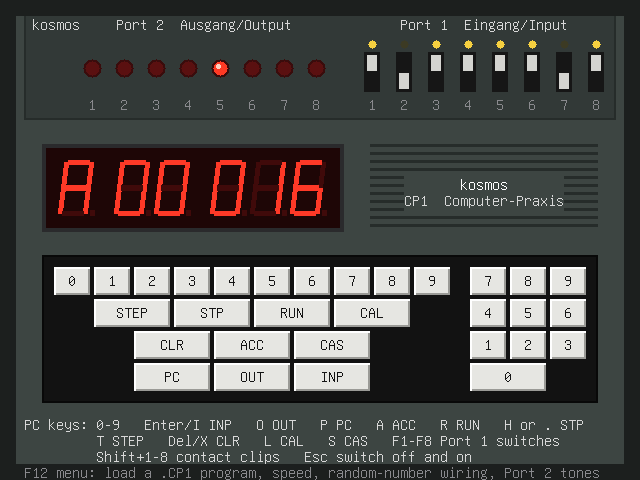 kosmos Port 2 Ausgang/Output Port 1 Eingang/Input
1 2 3 4 5 6 7 8 1 2 3 4 5 6 7 8
A 00 016
kosmos
CP1 Computer-Praxis
0 1 2 3 4 5 6 7 8 9 7 8 9
STEP STP RUN CAL 4 5 6
CLR ACC CAS 1 2 3
PC OUT INP 0
PC keys: 0-9 Enter/I INP O OUT P PC A ACC R RUN H or . STP
T STEP Del/X CLR L CAL S CAS F1-F8 Port 1 switches
Shift+1-8 contact clips Esc switch off and on
F12 menu: load a .CP1 program, speed, random-number wiring, Port 2 tones